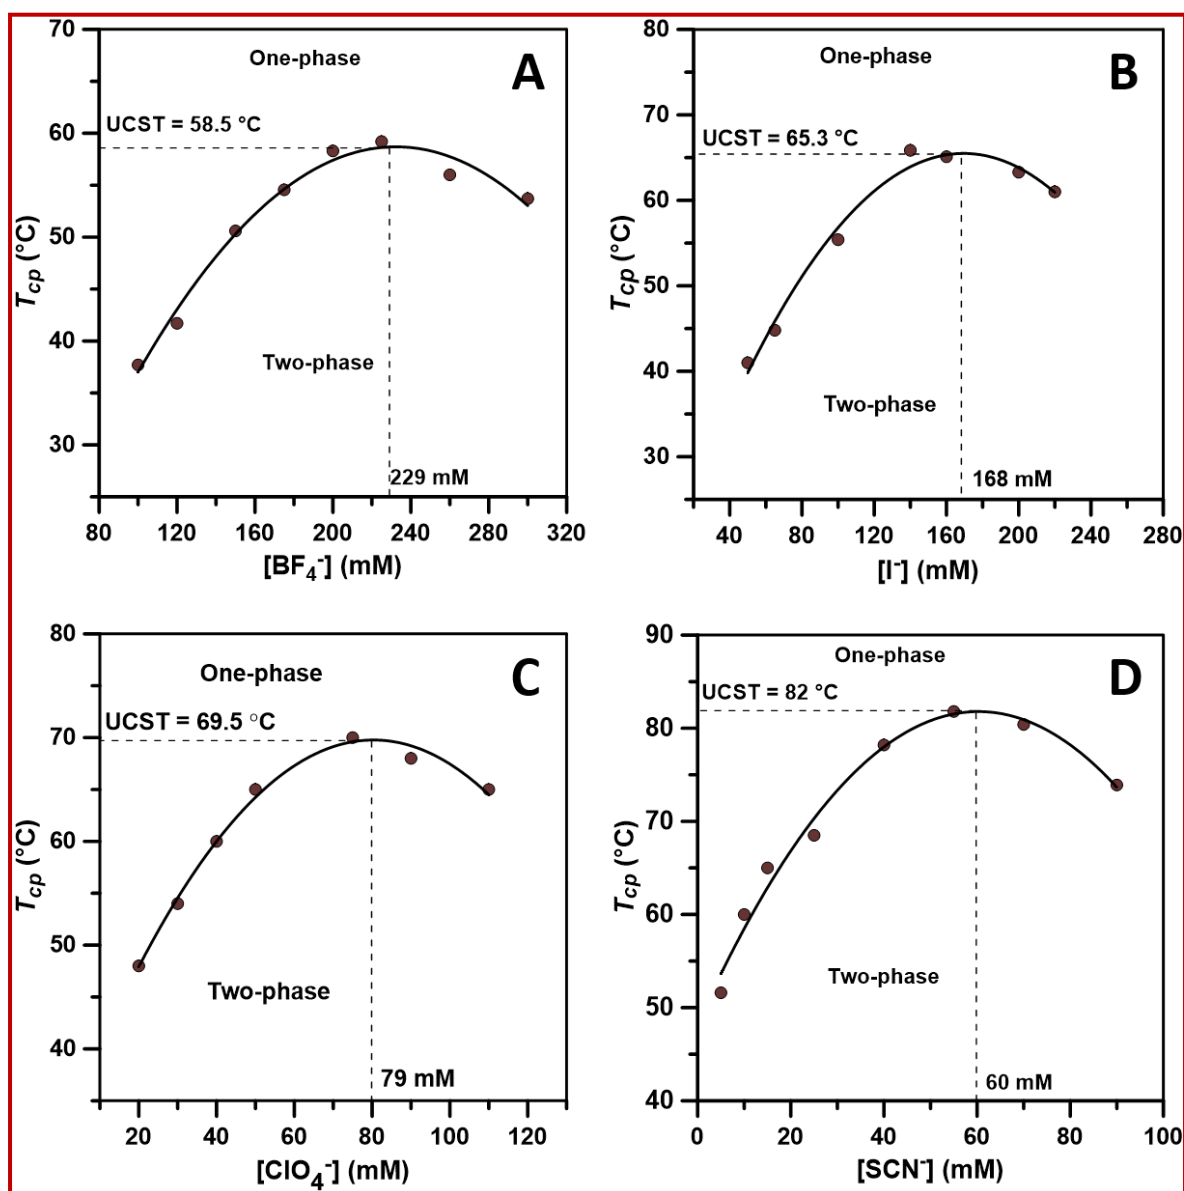 A
One-phase
UCST = 58.5 °C
Two-phase
229 mM
70
60
50
40
30
80 120 160 200 240 280 320
T_cp (°C)
[BF₄⁻] (mM)
B
One-phase
UCST = 65.3 °C
Two-phase
168 mM
80
70
60
50
40
30
40 80 120 160 200 240 280
T_cp (°C)
[I⁻] (mM)
C
One-phase
UCST = 69.5 °C
Two-phase
79 mM
80
70
60
50
40
20 40 60 80 100 120
T_cp (°C)
[ClO₄⁻] (mM)
D
One-phase
UCST = 82 °C
Two-phase
60 mM
90
80
70
60
50
40
0 20 40 60 80 100
T_cp (°C)
[SCN⁻] (mM)